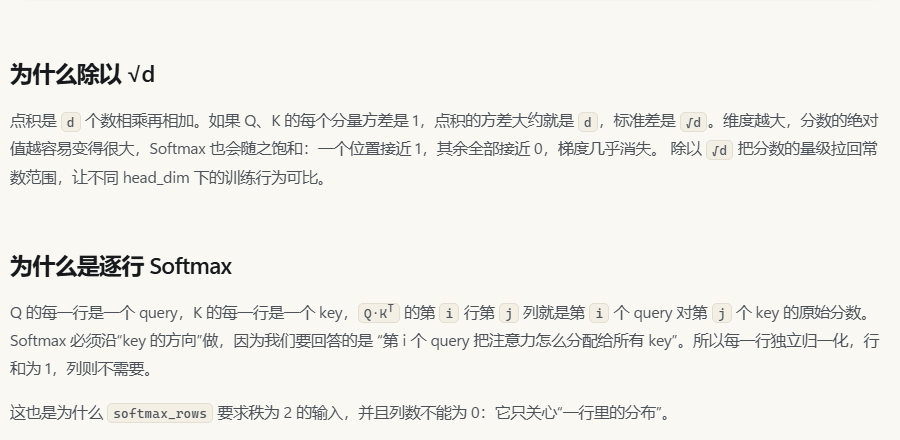 为什么除以 √d
点积是 d 个数相乘再相加。如果 Q、K 的每个分量方差是 1，点积的方差大约就是 d，标准差是 √d。维度越大，分数的绝对
值越容易变得很大，Softmax 也会随之饱和：一个位置接近 1，其余全部接近 0，梯度几乎消失。 除以 √d 把分数的量级拉回常
数范围，让不同 head_dim 下的训练行为可比。
为什么是逐行 Softmax
Q 的每一行是一个 query，K 的每一行是一个 key，Q·Kᵀ 的第 i 行第 j 列就是第 i 个 query 对第 j 个 key 的原始分数。
Softmax 必须沿“key 的方向”做，因为我们要回答的是 “第 i 个 query 把注意力怎么分配给所有 key”。所以每一行独立归一化，行
和为 1，列则不需要。
这也是为什么 softmax_rows 要求秩为 2 的输入，并且列数不能为 0：它只关心“一行里的分布”。